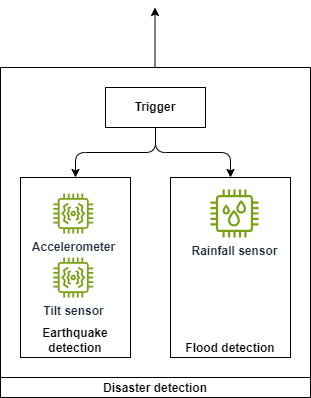 Trigger
Accelerometer
Tilt sensor
Earthquake
detection
Rainfall sensor
Flood detection
Disaster detection